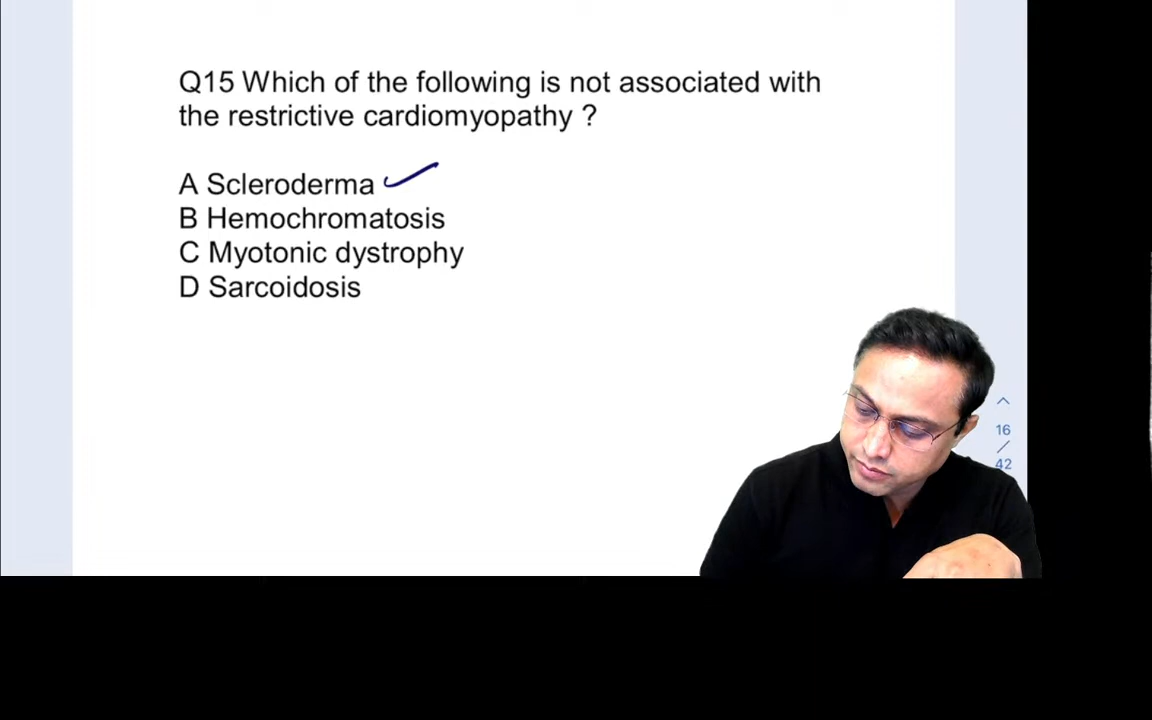 Q15 Which of the following is not associated with
the restrictive cardiomyopathy ?
A Scleroderma
B Hemochromatosis
C Myotonic dystrophy
D Sarcoidosis
16
/
42